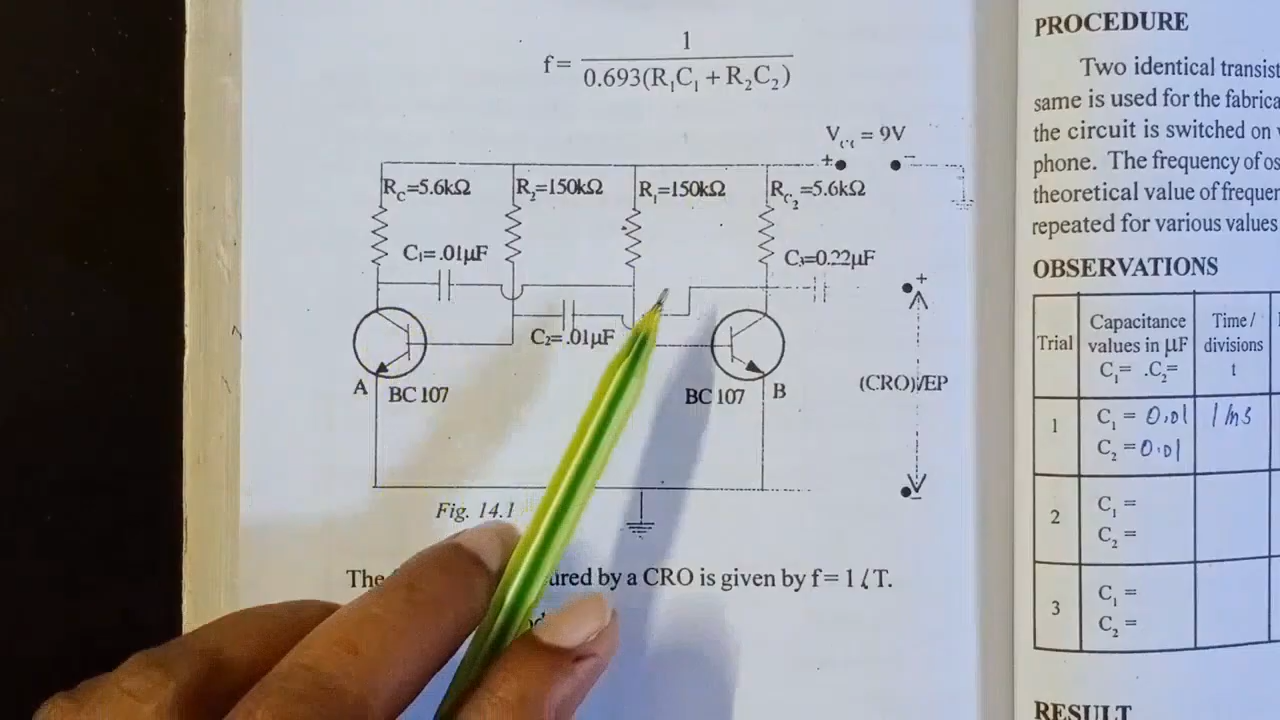 f = 1
0.693(R₁C₁ + R₂C₂)
V_CC = 9V
+ -
R_C=5.6kΩ R₂=150kΩ R₁=150kΩ R_C₂=5.6kΩ
C₁=.01μF
C₃=0.22μF
+
C₂=.01μF
A BC 107
BC 107 B
(CRO)/EP
-
Fig. 14.1
The
ured by a CRO is given by f = 1/T.
PROCEDURE
Two identical transist
same is used for the fabrica
the circuit is switched on
phone. The frequency of os
theoretical value of frequer
repeated for various values
OBSERVATIONS
Trial Capacitance values in μF C₁= .C₂= Time/ divisions t
1 C₁ = 0.01 1ms
C₂ = 0.01
2 C₁ =
C₂ =
3 C₁ =
C₂ =
RESULT